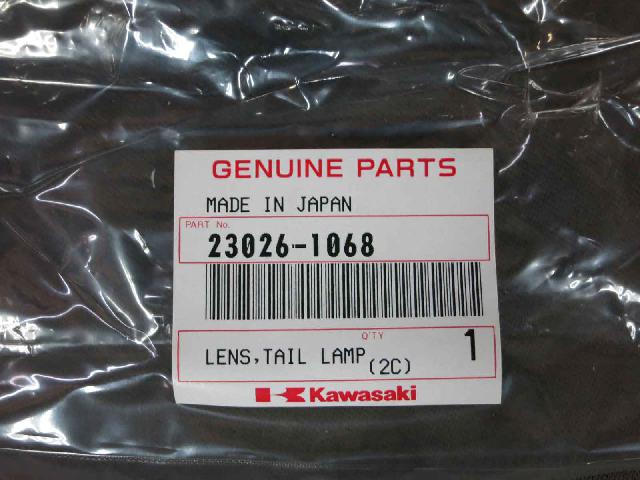 GENUINE PARTS
MADE IN JAPAN
PART No.
23026-1068
Q'TY
LENS,TAIL LAMP (2C) 1
Kawasaki